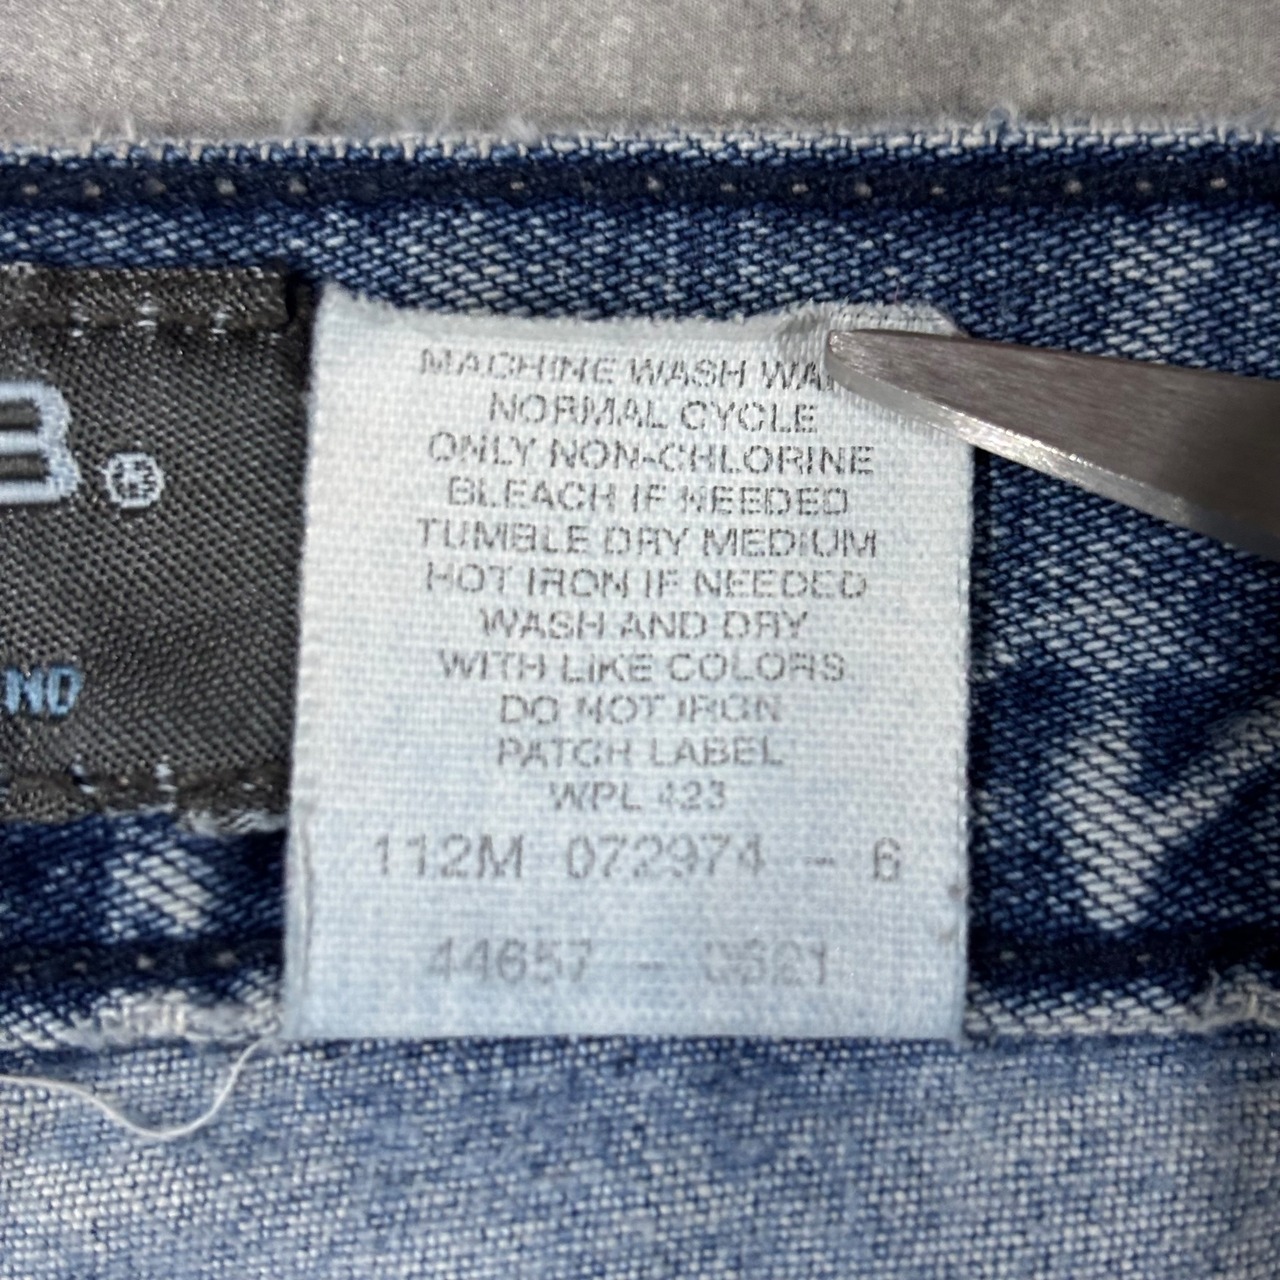 B®
ND
MACHINE WASH WA
NORMAL CYCLE
ONLY NON-CHLORINE
BLEACH IF NEEDED
TUMBLE DRY MEDIUM
HOT IRON IF NEEDED
WASH AND DRY
WITH LIKE COLORS
DO NOT IRON
PATCH LABEL
WPL 423
112M 072974 - 6
44657 -